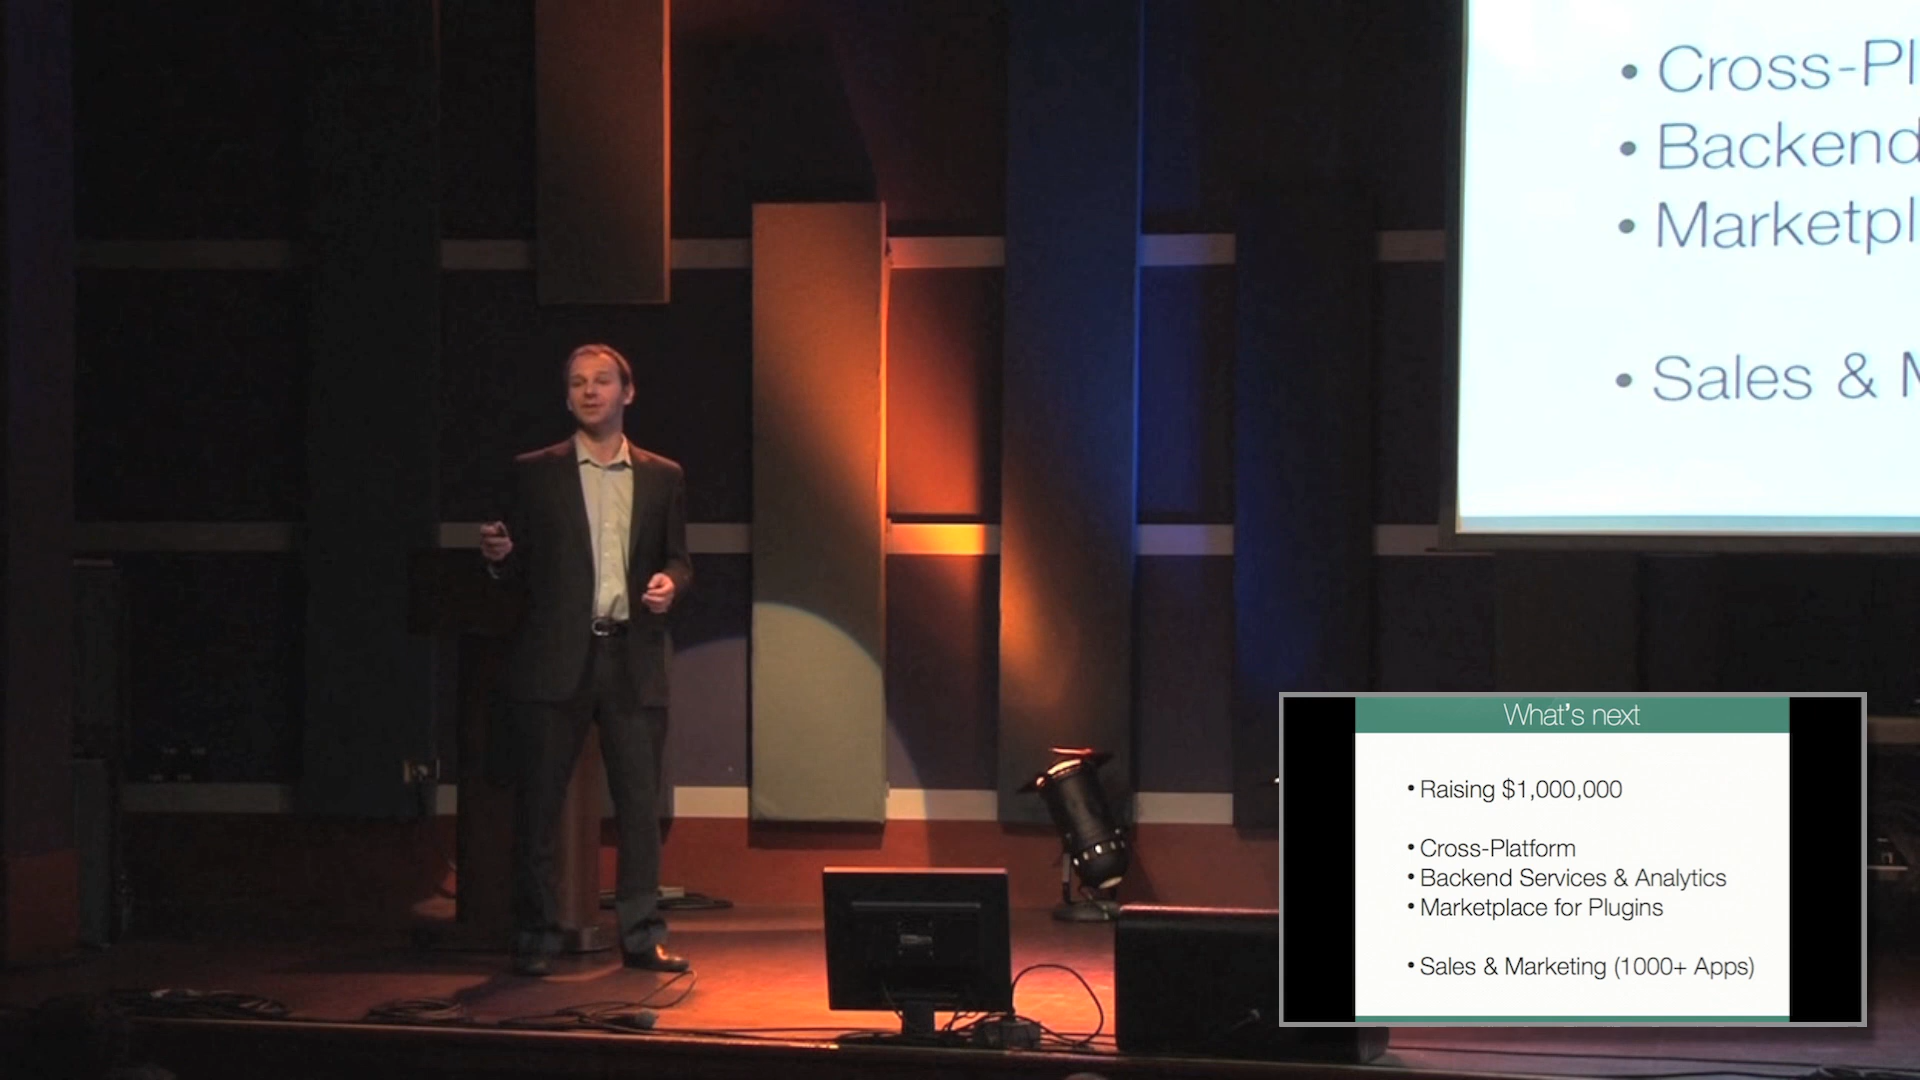 • Cross-Pl
• Backend
• Marketpl
• Sales & M
What's next
• Raising $1,000,000
• Cross-Platform
• Backend Services & Analytics
• Marketplace for Plugins
• Sales & Marketing (1000+ Apps)